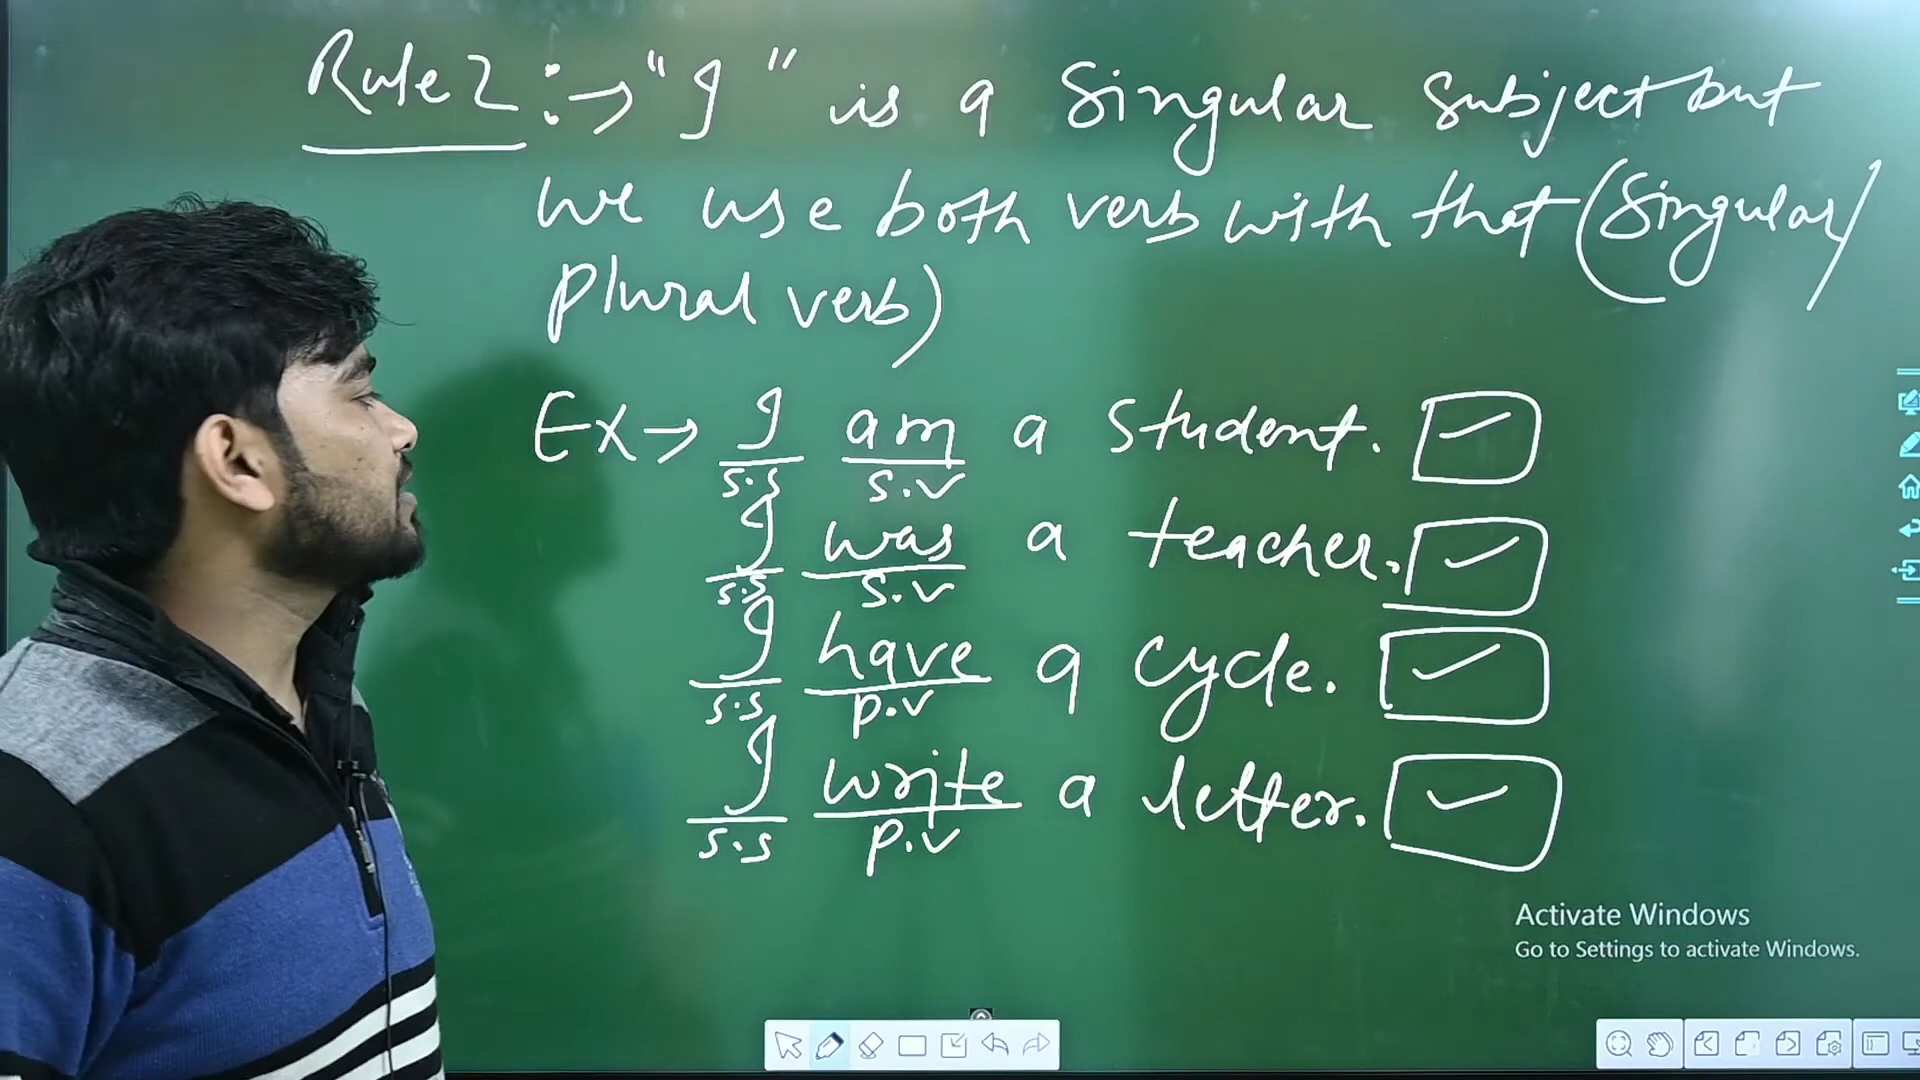 Rule 2 :→ "I" is a singular subject but
we use both verb with that (singular/
plural verb)
Ex→ I am a student. ✓
s.s s.v
I was a teacher. ✓
s.s s.v
I have a cycle. ✓
s.s p.v
I write a letter. ✓
s.s p.v
Activate Windows
Go to Settings to activate Windows.